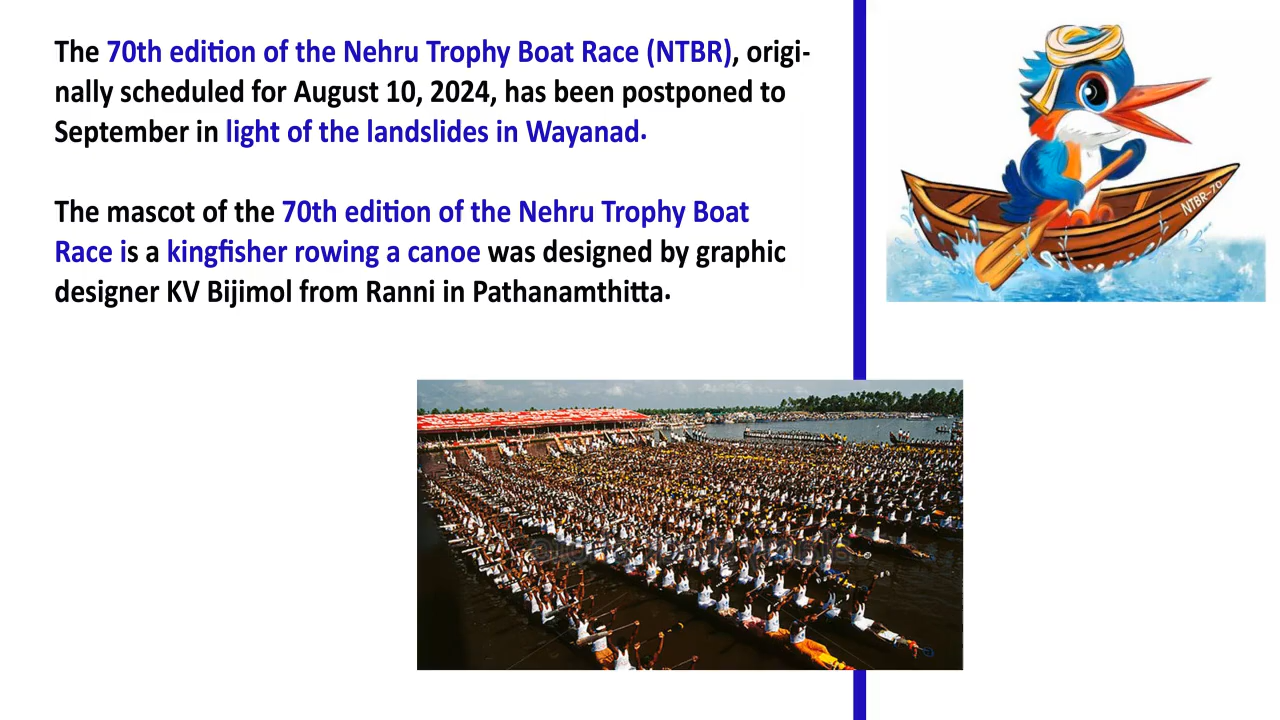 The 70th edition of the Nehru Trophy Boat Race (NTBR), origi-
nally scheduled for August 10, 2024, has been postponed to
September in light of the landslides in Wayanad.
The mascot of the 70th edition of the Nehru Trophy Boat
Race is a kingfisher rowing a canoe was designed by graphic
designer KV Bijimol from Ranni in Pathanamthitta.
NTBR-70